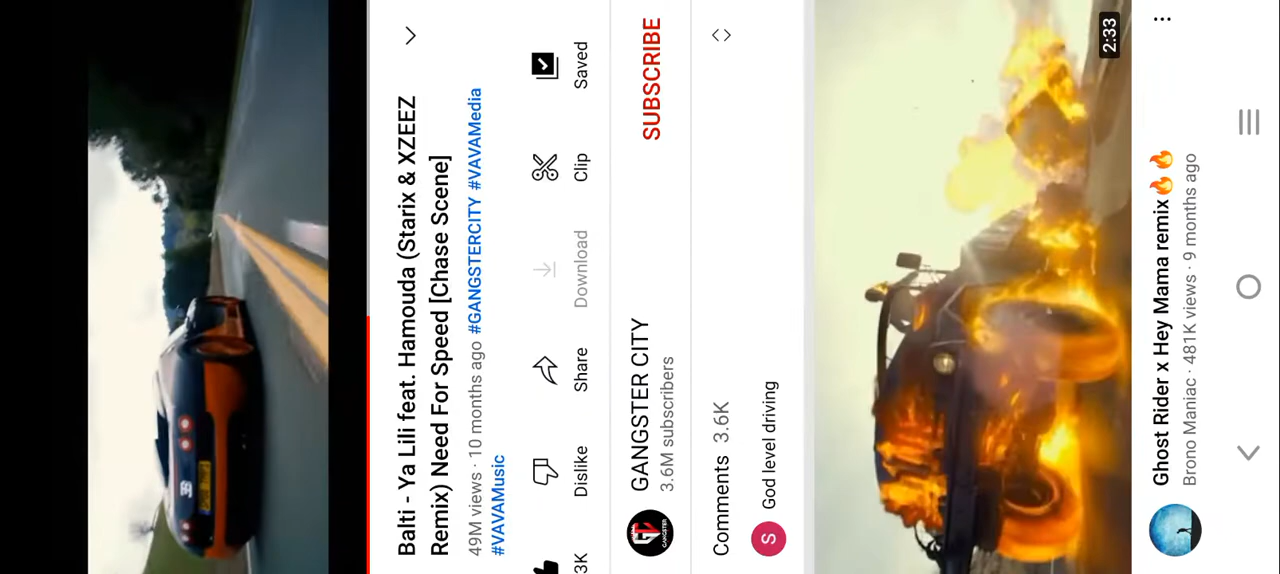 Balti - Ya Lili feat. Hamouda (Starix & XZEEZ
Remix) Need For Speed [Chase Scene]
49M views · 10 months ago #GANGSTERCITY #VAVAMedia
#VAVAMusic
3K
Dislike
Share
Download
Clip
Saved
GANGSTER CITY
3.6M subscribers
SUBSCRIBE
GANGSTER
Comments 3.6K
S
God level driving
2:33
Ghost Rider x Hey Mama remix🔥🔥
Brono Maniac · 481K views · 9 months ago